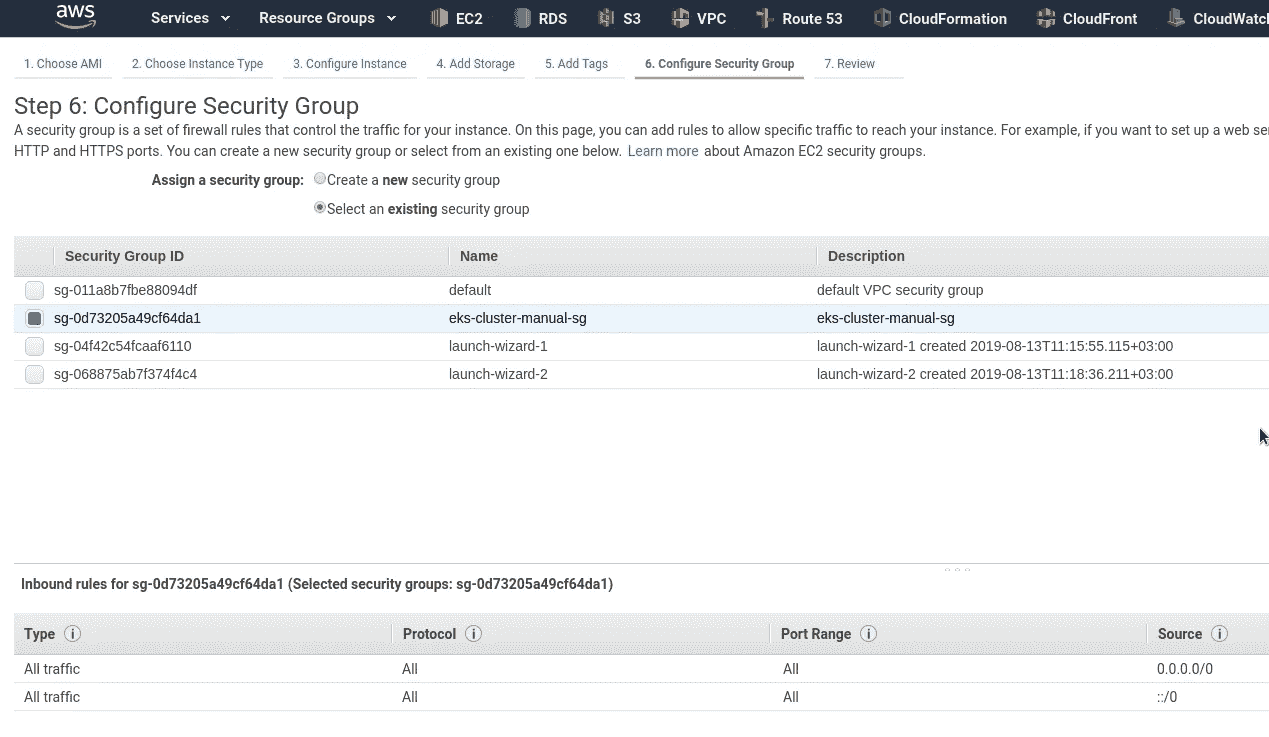 aws Services Resource Groups EC2 RDS S3 VPC Route 53 CloudFormation CloudFront CloudWatch
1. Choose AMI 2. Choose Instance Type 3. Configure Instance 4. Add Storage 5. Add Tags 6. Configure Security Group 7. Review
Step 6: Configure Security Group
A security group is a set of firewall rules that control the traffic for your instance. On this page, you can add rules to allow specific traffic to reach your instance. For example, if you want to set up a web se
HTTP and HTTPS ports. You can create a new security group or select from an existing one below. Learn more about Amazon EC2 security groups.
Assign a security group: Create a new security group
Select an existing security group
Security Group ID Name Description
sg-011a8b7fbe88094df default default VPC security group
sg-0d73205a49cf64da1 eks-cluster-manual-sg eks-cluster-manual-sg
sg-04f42c54fcaaf6110 launch-wizard-1 launch-wizard-1 created 2019-08-13T11:15:55.115+03:00
sg-068875ab7f374f4c4 launch-wizard-2 launch-wizard-2 created 2019-08-13T11:18:36.211+03:00
Inbound rules for sg-0d73205a49cf64da1 (Selected security groups: sg-0d73205a49cf64da1)
Type Protocol Port Range Source
All traffic All All 0.0.0.0/0
All traffic All All ::/0